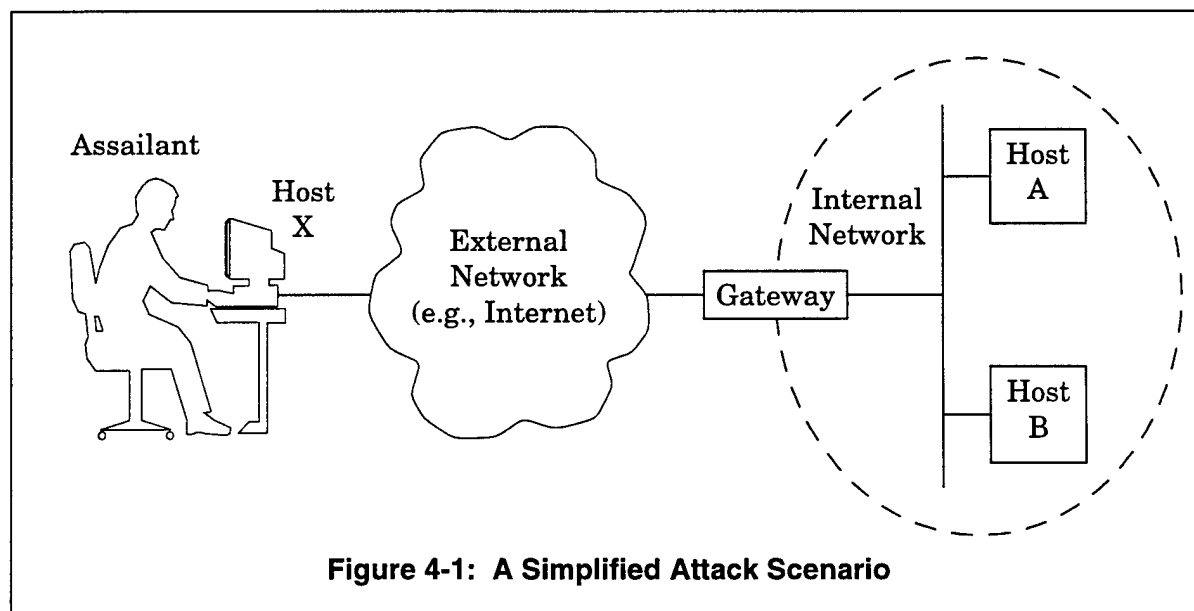 Assailant
Host
X
External
Network
(e.g., Internet)
Gateway
Internal
Network
Host
A
Host
B
Figure 4-1: A Simplified Attack Scenario